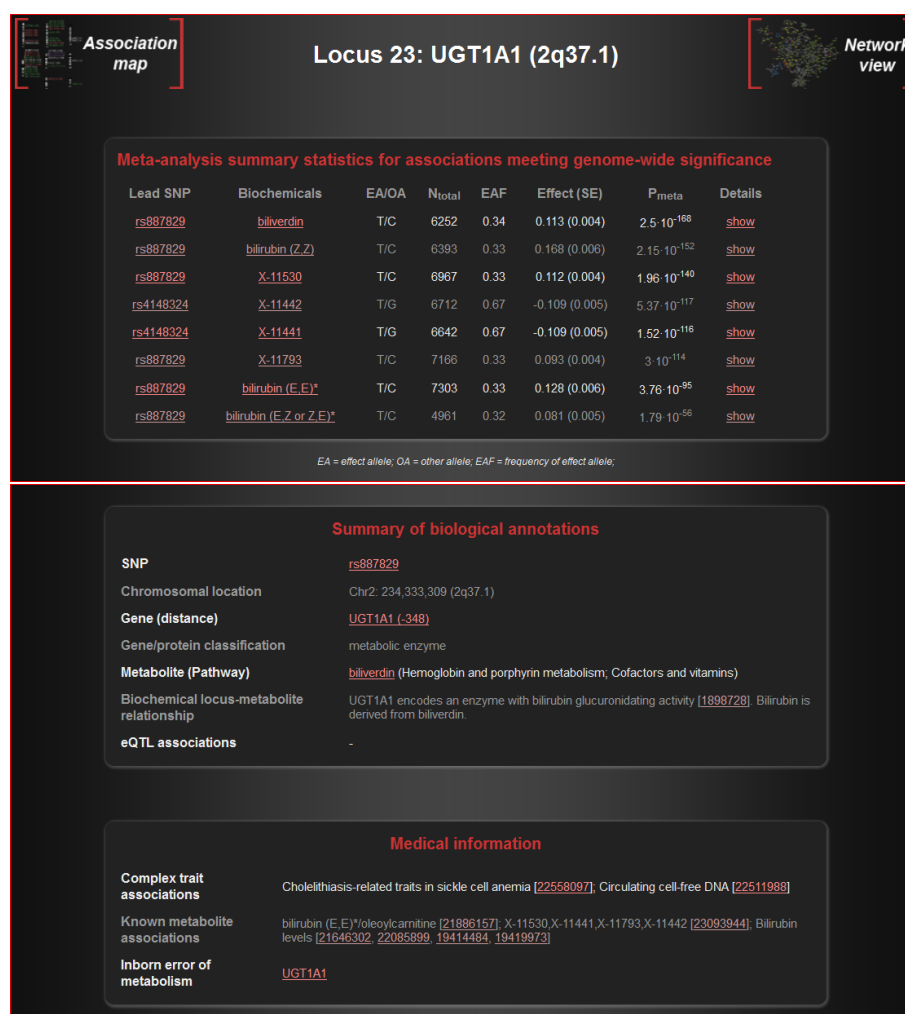 Association map
Locus 23: UGT1A1 (2q37.1)
Network view
Meta-analysis summary statistics for associations meeting genome-wide significance
Lead SNP Biochemicals EA/OA Ntotal EAF Effect (SE) Pmeta Details
rs887829 biliverdin T/C 6252 0.34 0.113 (0.004) 2.5·10-168 show
rs887829 bilirubin (Z,Z) T/C 6393 0.33 0.168 (0.006) 2.15·10-152 show
rs887829 X-11530 T/C 6967 0.33 0.112 (0.004) 1.96·10-140 show
rs4148324 X-11442 T/G 6712 0.67 -0.109 (0.005) 5.37·10-117 show
rs4148324 X-11441 T/G 6642 0.67 -0.109 (0.005) 1.52·10-116 show
rs887829 X-11793 T/C 7166 0.33 0.093 (0.004) 3·10-114 show
rs887829 bilirubin (E,E)* T/C 7303 0.33 0.128 (0.006) 3.76·10-95 show
rs887829 bilirubin (E,Z or Z,E)* T/C 4961 0.32 0.081 (0.005) 1.79·10-56 show
EA = effect allele; OA = other allele; EAF = frequency of effect allele;
Summary of biological annotations
SNP rs887829
Chromosomal location Chr2: 234,333,309 (2q37.1)
Gene (distance) UGT1A1 (-348)
Gene/protein classification metabolic enzyme
Metabolite (Pathway) biliverdin (Hemoglobin and porphyrin metabolism; Cofactors and vitamins)
Biochemical locus-metabolite relationship
UGT1A1 encodes an enzyme with bilirubin glucuronidating activity [1898728]. Bilirubin is
derived from biliverdin.
eQTL associations -
Medical information
Complex trait associations
Cholelithiasis-related traits in sickle cell anemia [22558097]; Circulating cell-free DNA [22511988]
Known metabolite associations
bilirubin (E,E)*/oleoylcarnitine [21886157]; X-11530,X-11441,X-11793,X-11442 [23093944]; Bilirubin
levels [21646302, 22085899, 19414484, 19419973]
Inborn error of metabolism
UGT1A1